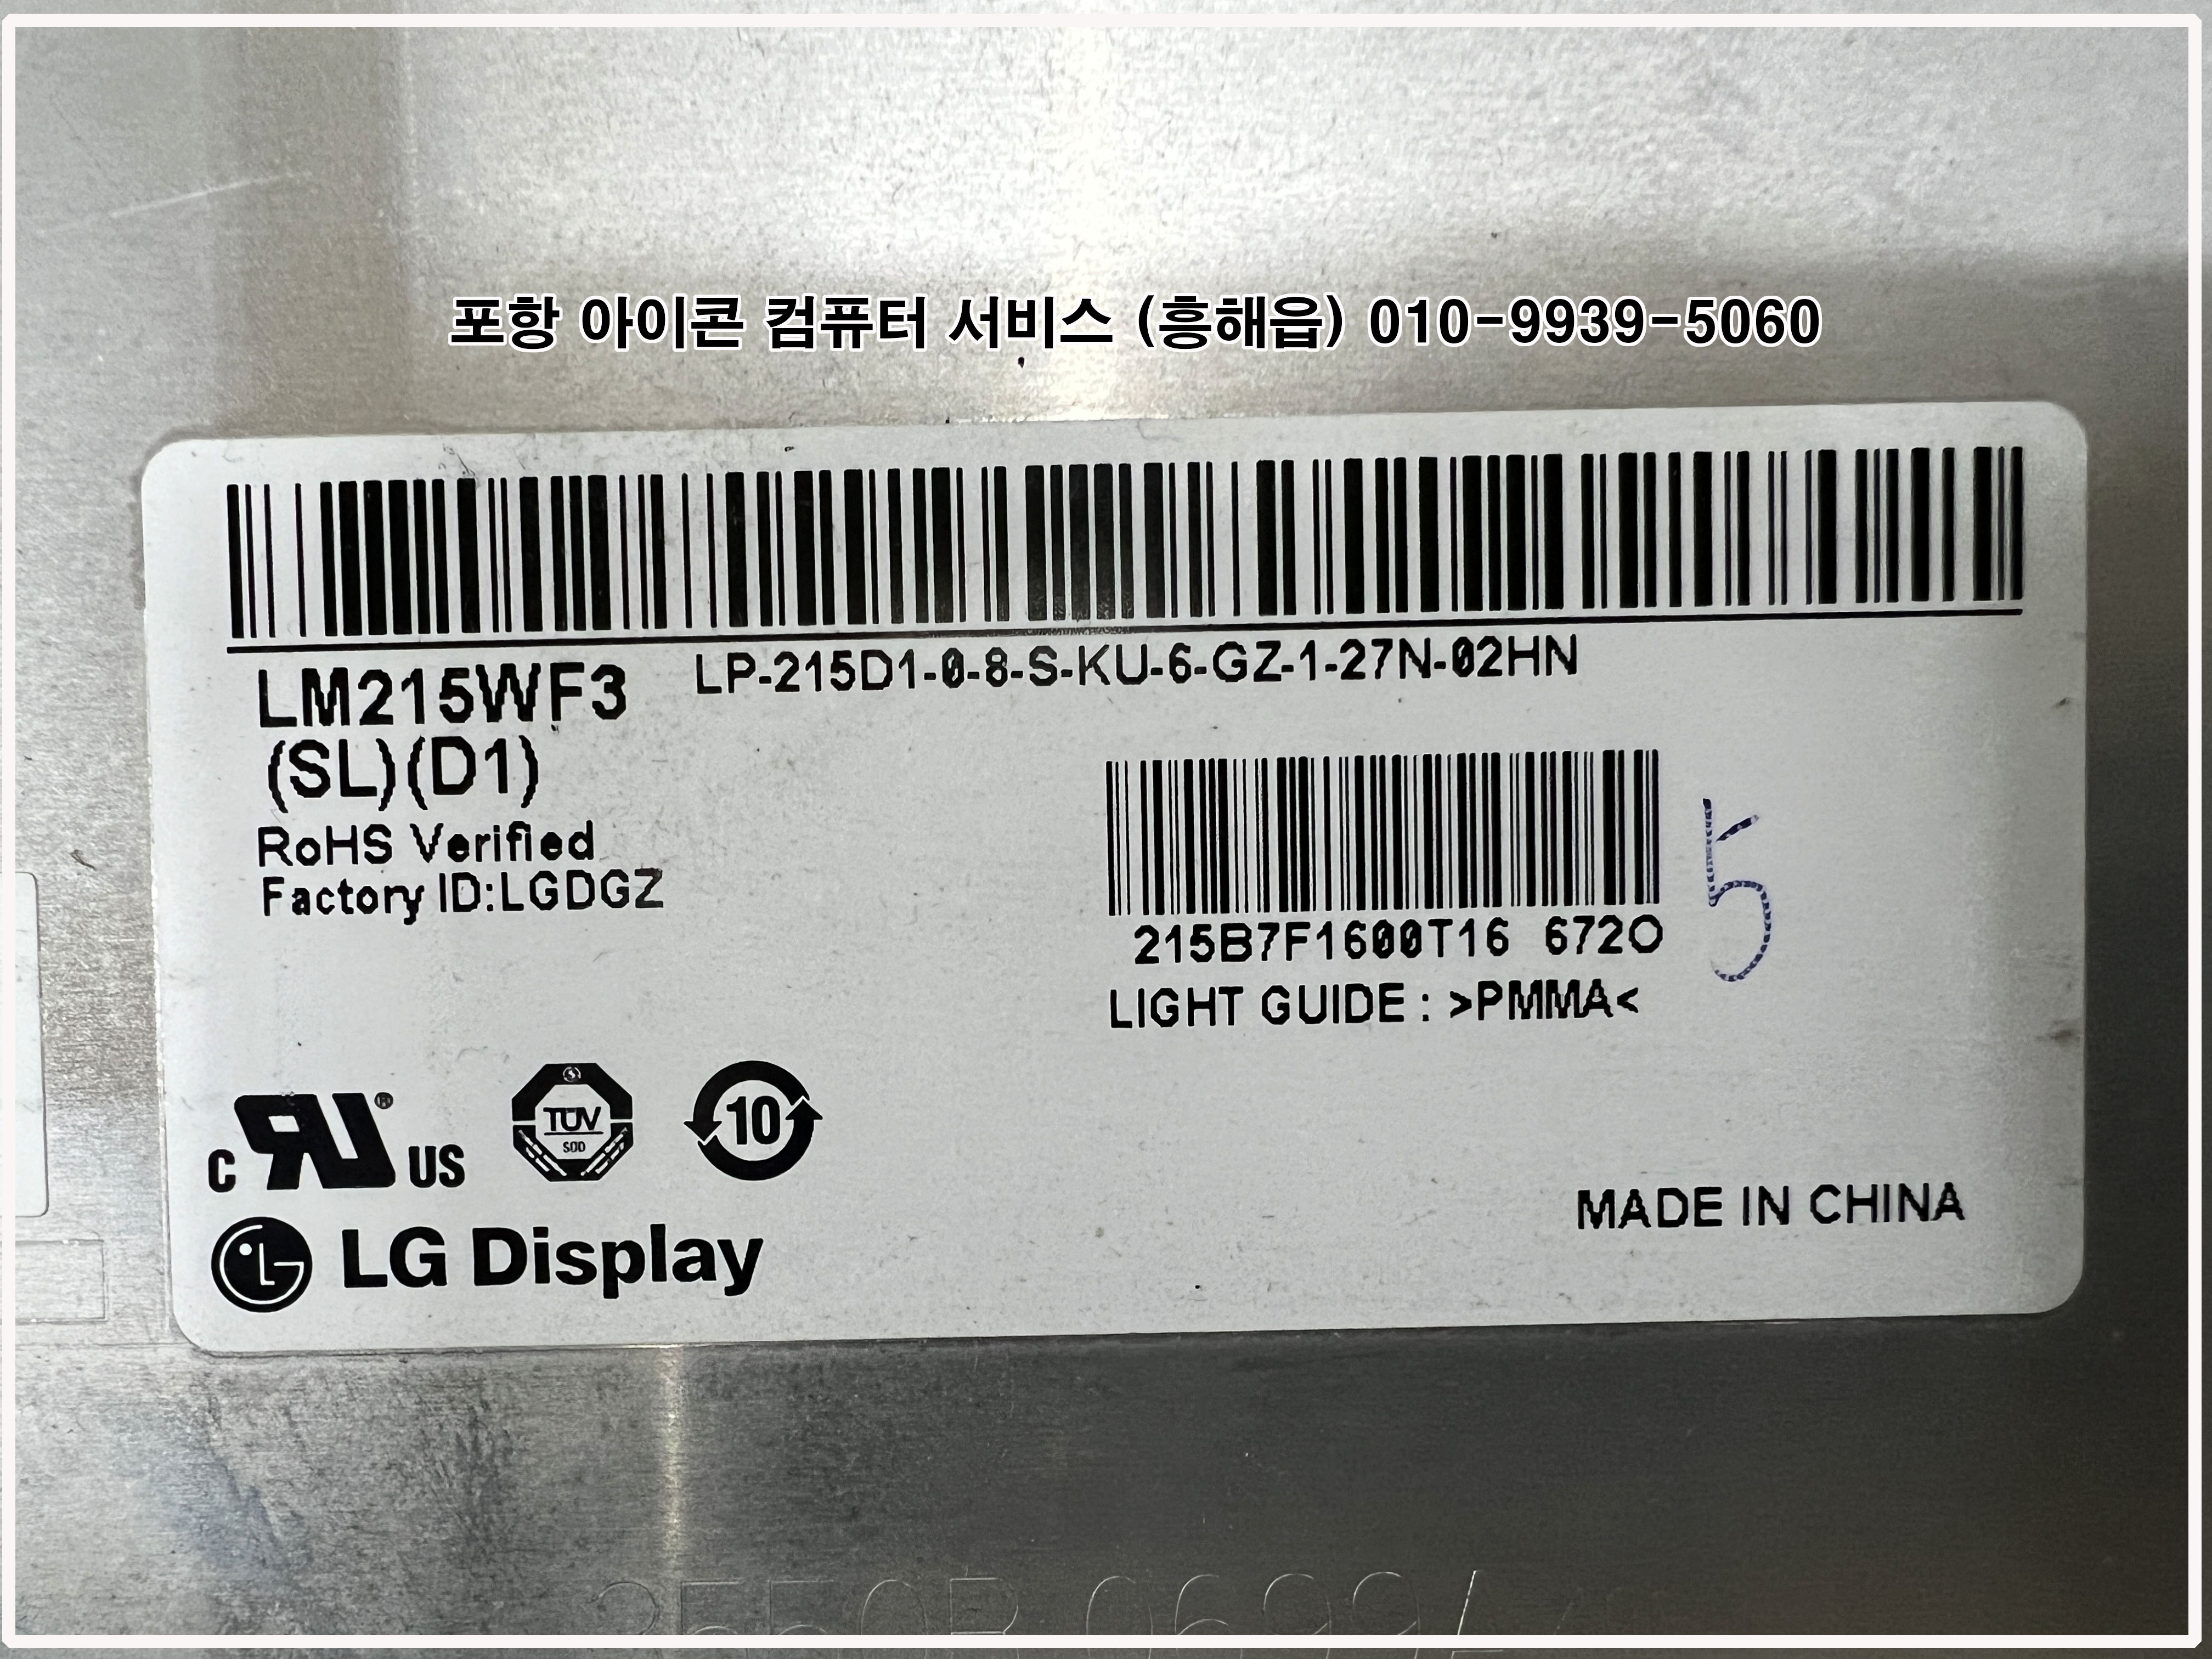 포항 아이콘 컴퓨터 서비스 (흥해읍) 010-9939-5060
LM215WF3 LP-215D1-0-8-S-KU-6-GZ-1-27N-02HN
(SL)(D1)
RoHS Verified
Factory ID:LGDGZ
215B7F1600T16 672O
5
LIGHT GUIDE : >PMMA<
C RU ® US
TÜV
SÜD
10
LG Display
MADE IN CHINA